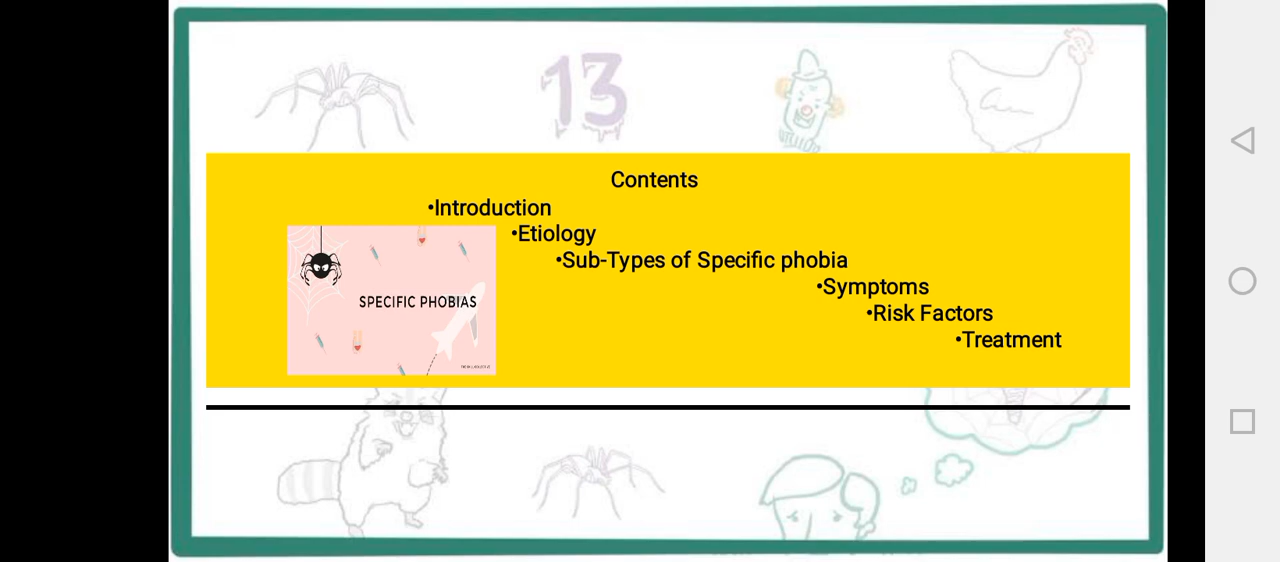 13
Contents
•Introduction
•Etiology
•Sub-Types of Specific phobia
•Symptoms
•Risk Factors
•Treatment
SPECIFIC PHOBIAS